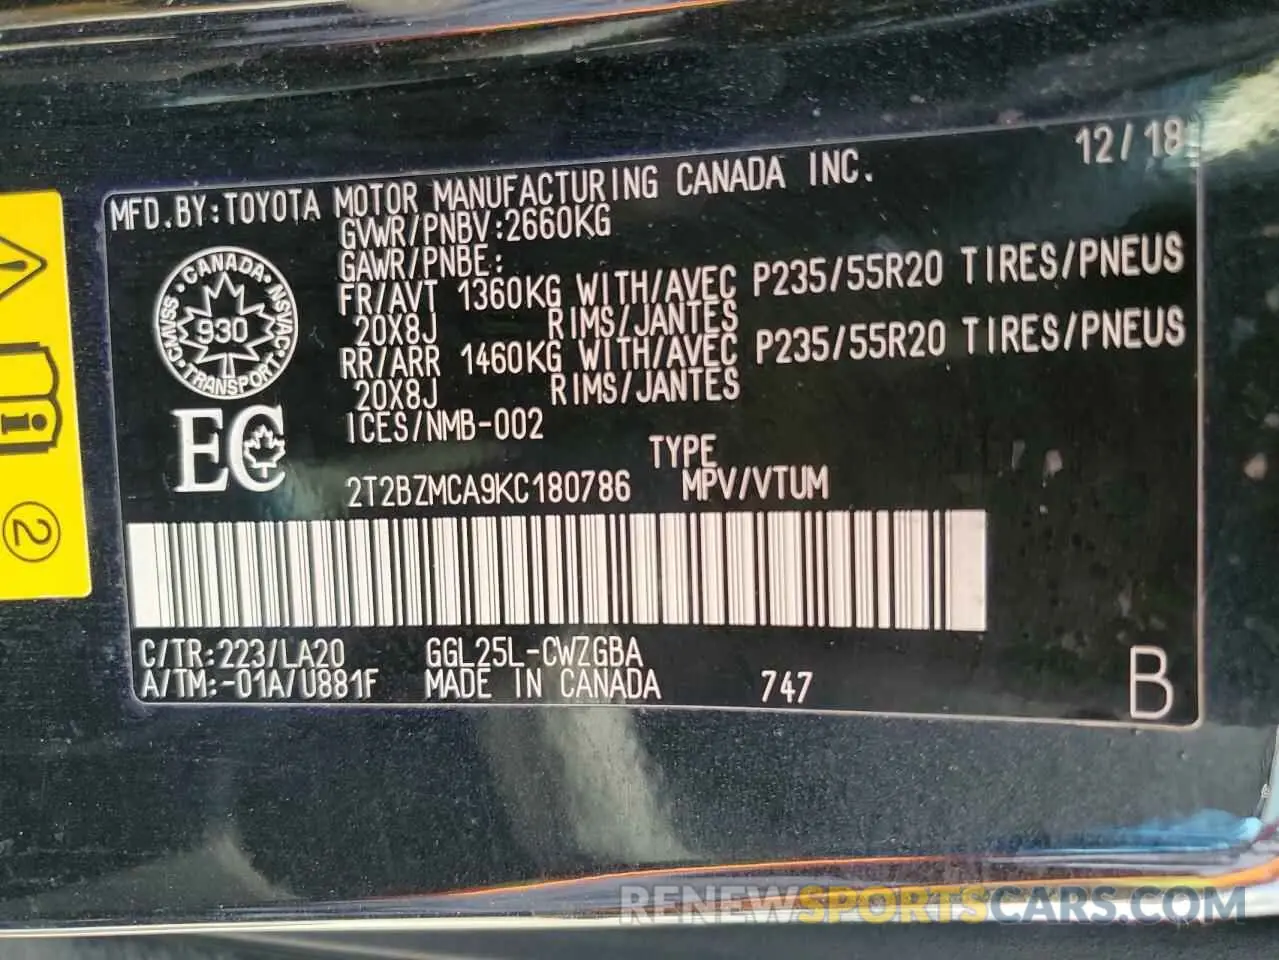 12/18
MFD.BY:TOYOTA MOTOR MANUFACTURING CANADA INC.
GVWR/PNBV:2660KG
GAWR/PNBE:
FR/AVT 1360KG WITH/AVEC P235/55R20 TIRES/PNEUS
20X8J RIMS/JANTES
RR/ARR 1460KG WITH/AVEC P235/55R20 TIRES/PNEUS
20X8J RIMS/JANTES
ICES/NMB-002
CANADA
CMVSS NSVAC
930
TRANSPORT
EC
TYPE
2T2BZMCA9KC180786 MPV/VTUM
C/TR:223/LA20 GGL25L-CWZGBA
A/TM:-01A/U881F MADE IN CANADA 747
B
2
RENEWSPORTSCARS.COM